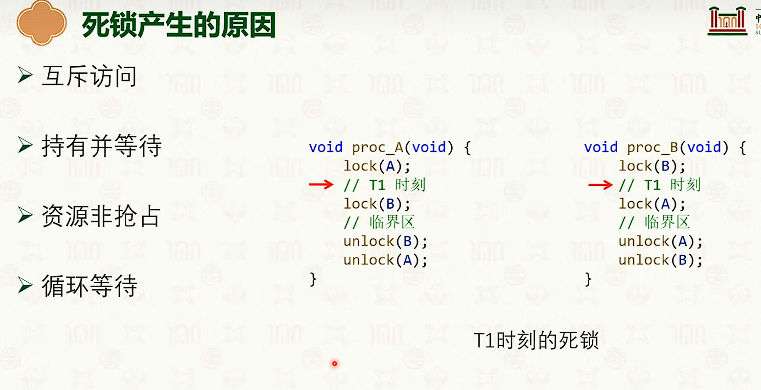 死锁产生的原因
互斥访问
持有并等待
资源非抢占
循环等待
void proc_A(void) {
lock(A);
// T1 时刻
lock(B);
// 临界区
unlock(B);
unlock(A);
}
void proc_B(void) {
lock(B);
// T1 时刻
lock(A);
// 临界区
unlock(A);
unlock(B);
}
T1时刻的死锁